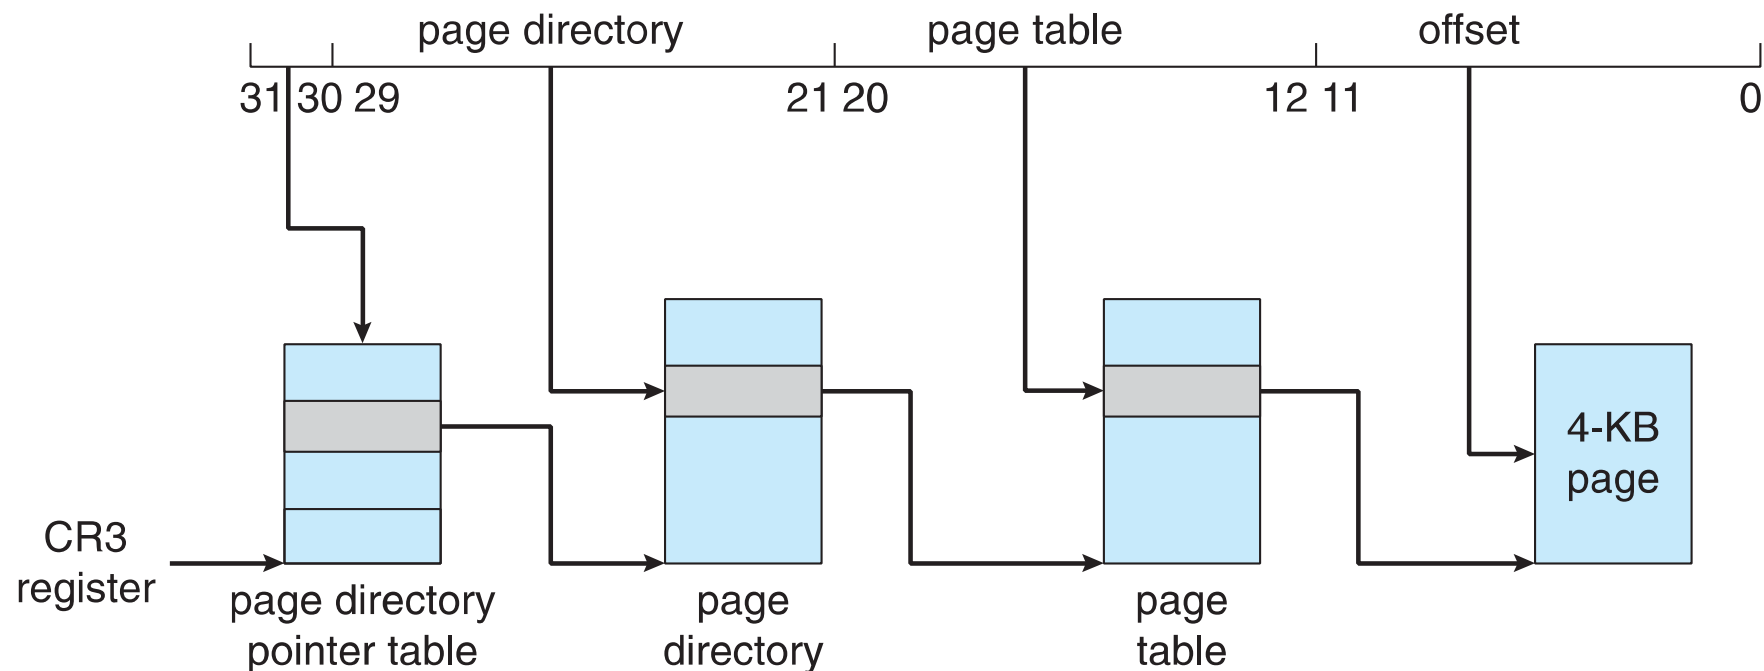 page directory page table offset
31 30 29 21 20 12 11 0
4-KB
page
CR3
register
page directory
pointer table
page
directory
page
table